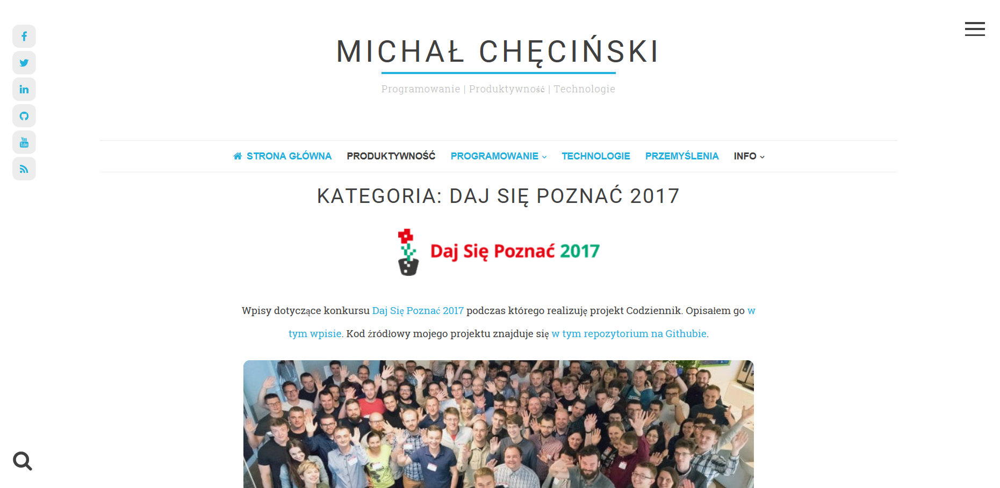 MICHAŁ CHĘCIŃSKI
Programowanie | Produktywność | Technologie
STRONA GŁÓWNA PRODUKTYWNOŚĆ PROGRAMOWANIE TECHNOLOGIE PRZEMYŚLENIA INFO
KATEGORIA: DAJ SIĘ POZNAĆ 2017
Daj Się Poznać 2017
Wpisy dotyczące konkursu Daj Się Poznać 2017 podczas którego realizuję projekt Codziennik. Opisałem go w
tym wpisie. Kod źródłowy mojego projektu znajduje się w tym repozytorium na Githubie.